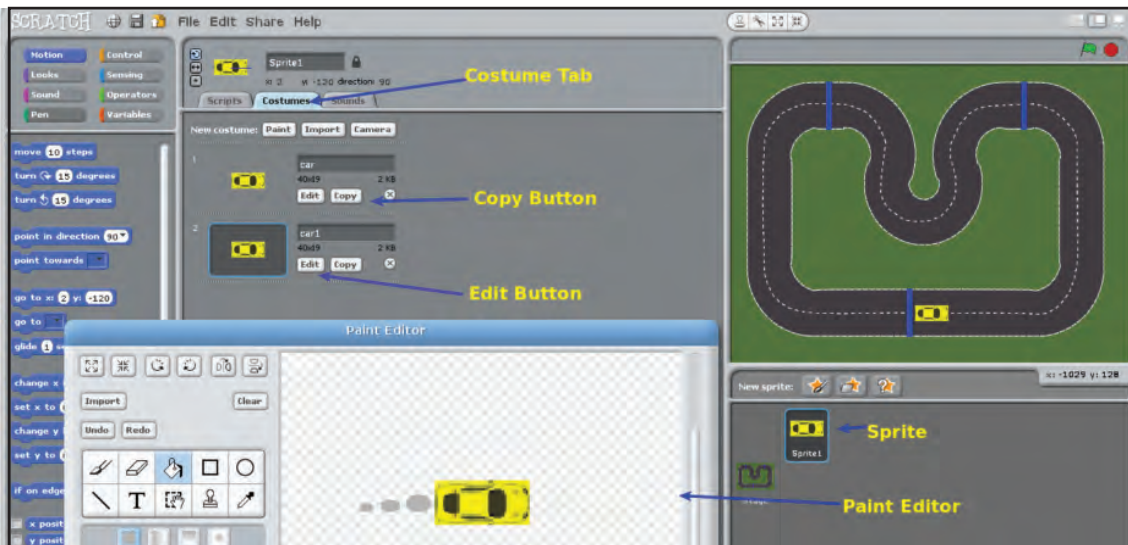 SCRATCH File Edit Share Help
Motion Control
Looks Sensing
Sound Operators
Pen Variables
Sprite1
x: 2 y: -120 direction: 90
Costume Tab
Scripts Costumes Sounds
New costume: Paint Import Camera
1
car
40x19 2 KB
Edit Copy
Copy Button
2
car1
40x19 2 KB
Edit Copy
Edit Button
move 10 steps
turn 15 degrees
turn 15 degrees
point in direction 90
point towards
go to x: 2 y: -120
go to
glide 1
change x
set x to
change y
set y to
if on edge
x posit
y posit
Paint Editor
Import Clear
Undo Redo
T
x: -1029 y: 128
New sprite:
Sprite
Sprite1
Stage
Paint Editor